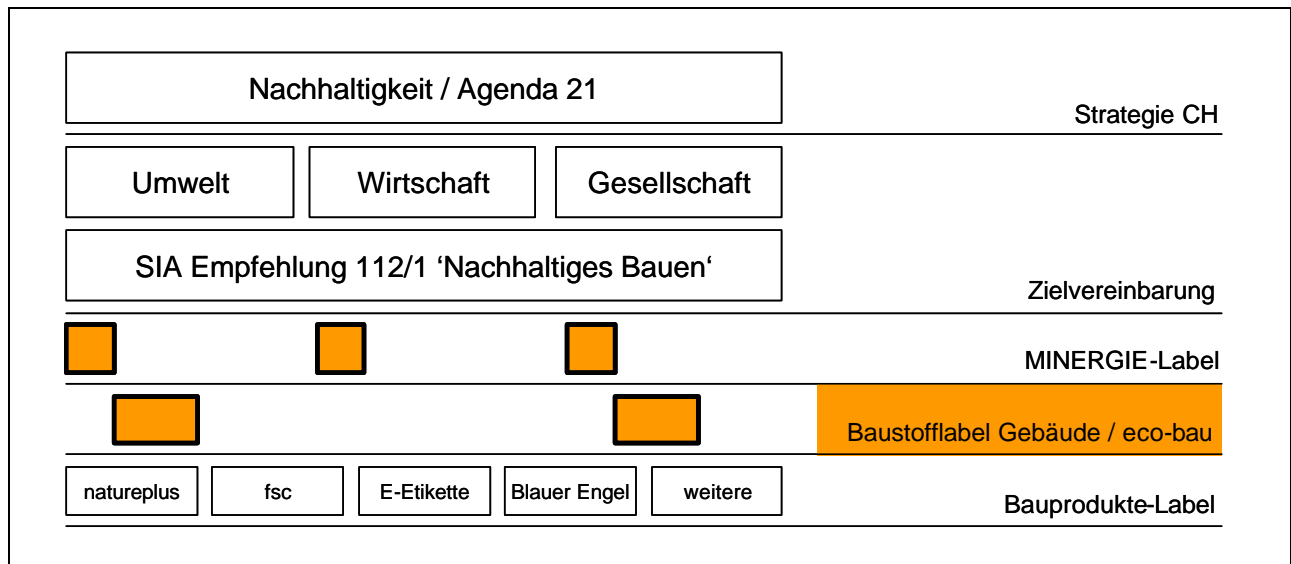 Nachhaltigkeit / Agenda 21
Strategie CH
Umwelt
Wirtschaft
Gesellschaft
SIA Empfehlung 112/1 ‘Nachhaltiges Bauen‘
Zielvereinbarung
MINERGIE-Label
Baustofflabel Gebäude / eco-bau
natureplus
fsc
E-Etikette
Blauer Engel
weitere
Bauprodukte-Label